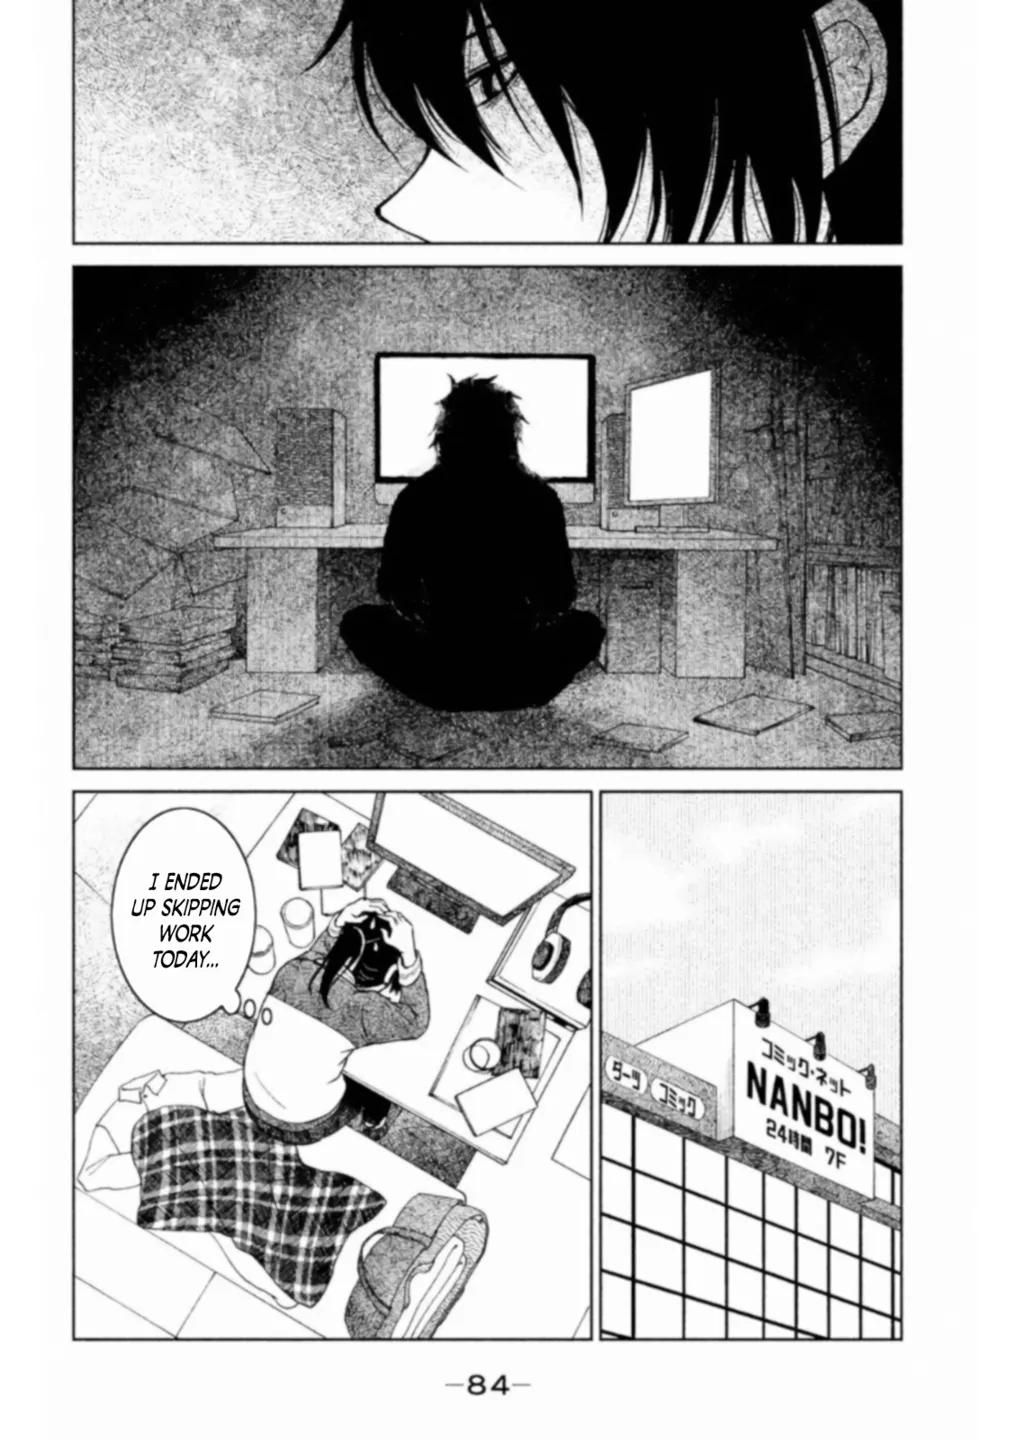 コミック・ネット
NANBO!
24時間 7F
ダーツ
コミック
I ENDED
UP SKIPPING
WORK
TODAY...
—84—